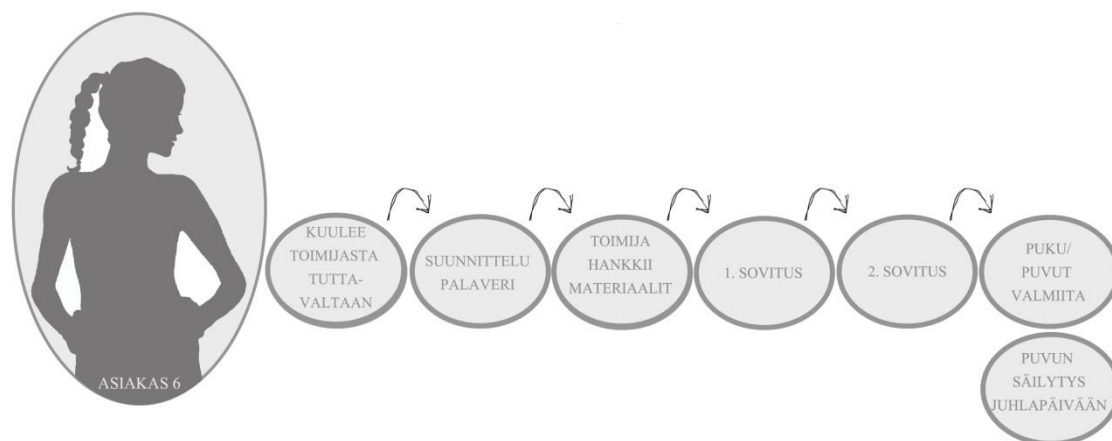 KUULEE
TOIMIJASTA
TUTTA-
VALTAAN
SUUNNITTELU
PALAVERI
TOIMIJA
HANKKII
MATERIAALIT
1. SOVITUS
2. SOVITUS
PUKU/
PUVUT
VALMIITA
PUVUN
SÄILYTYS
JUHLAPÄIVÄÄN
ASIAKAS 6